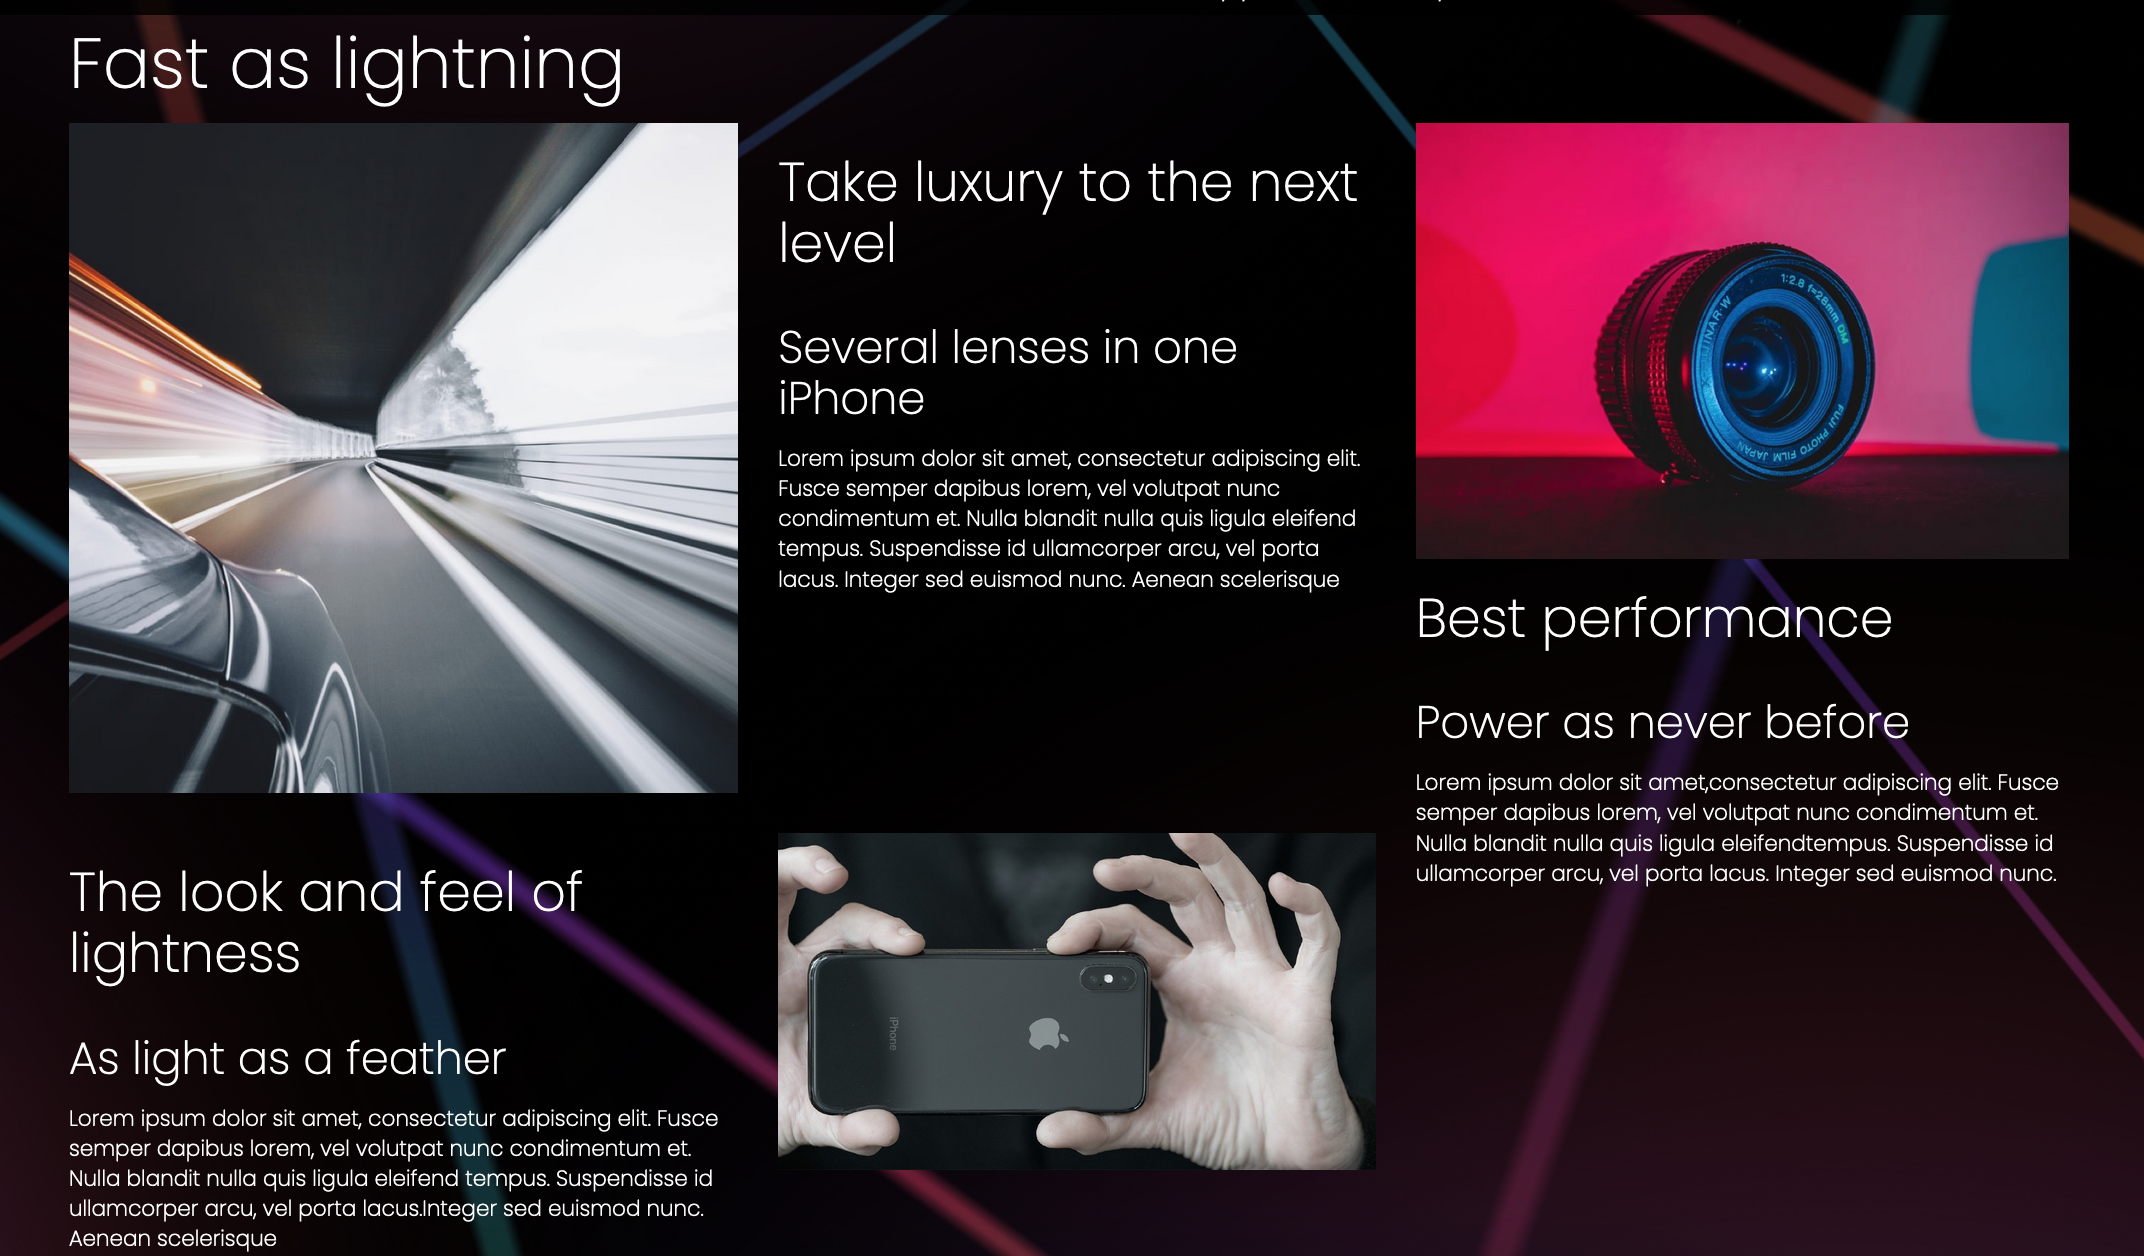 Fast as lightning
Take luxury to the next
level
Several lenses in one
iPhone
Lorem ipsum dolor sit amet, consectetur adipiscing elit.
Fusce semper dapibus lorem, vel volutpat nunc
condimentum et. Nulla blandit nulla quis ligula eleifend
tempus. Suspendisse id ullamcorper arcu, vel porta
lacus. Integer sed euismod nunc. Aenean scelerisque
1:2.8 f=28mm DM
FUJI PHOTO FILM JAPAN
Best performance
Power as never before
Lorem ipsum dolor sit amet,consectetur adipiscing elit. Fusce
semper dapibus lorem, vel volutpat nunc condimentum et.
Nulla blandit nulla quis ligula eleifendtempus. Suspendisse id
ullamcorper arcu, vel porta lacus. Integer sed euismod nunc.
The look and feel of
lightness
As light as a feather
Lorem ipsum dolor sit amet, consectetur adipiscing elit. Fusce
semper dapibus lorem, vel volutpat nunc condimentum et.
Nulla blandit nulla quis ligula eleifend tempus. Suspendisse id
ullamcorper arcu, vel porta lacus.Integer sed euismod nunc.
Aenean scelerisque
iPhone